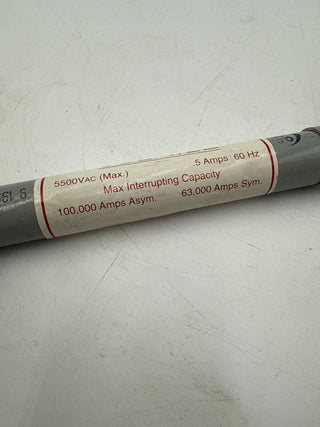 5500VAC (Max.) 5 Amps 60 Hz
Max Interrupting Capacity
100,000 Amps Asym. 63,000 Amps Sym.